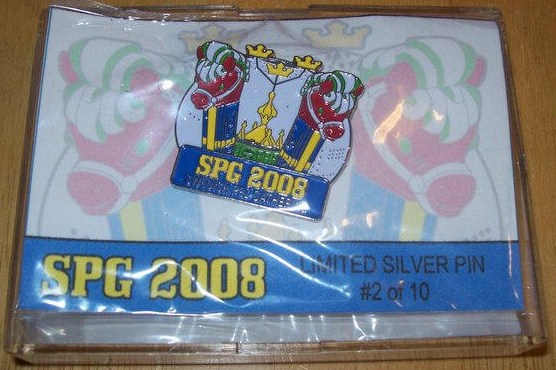 SPG 2008
SPG 2008
LIMITED SILVER PIN
#2 of 10